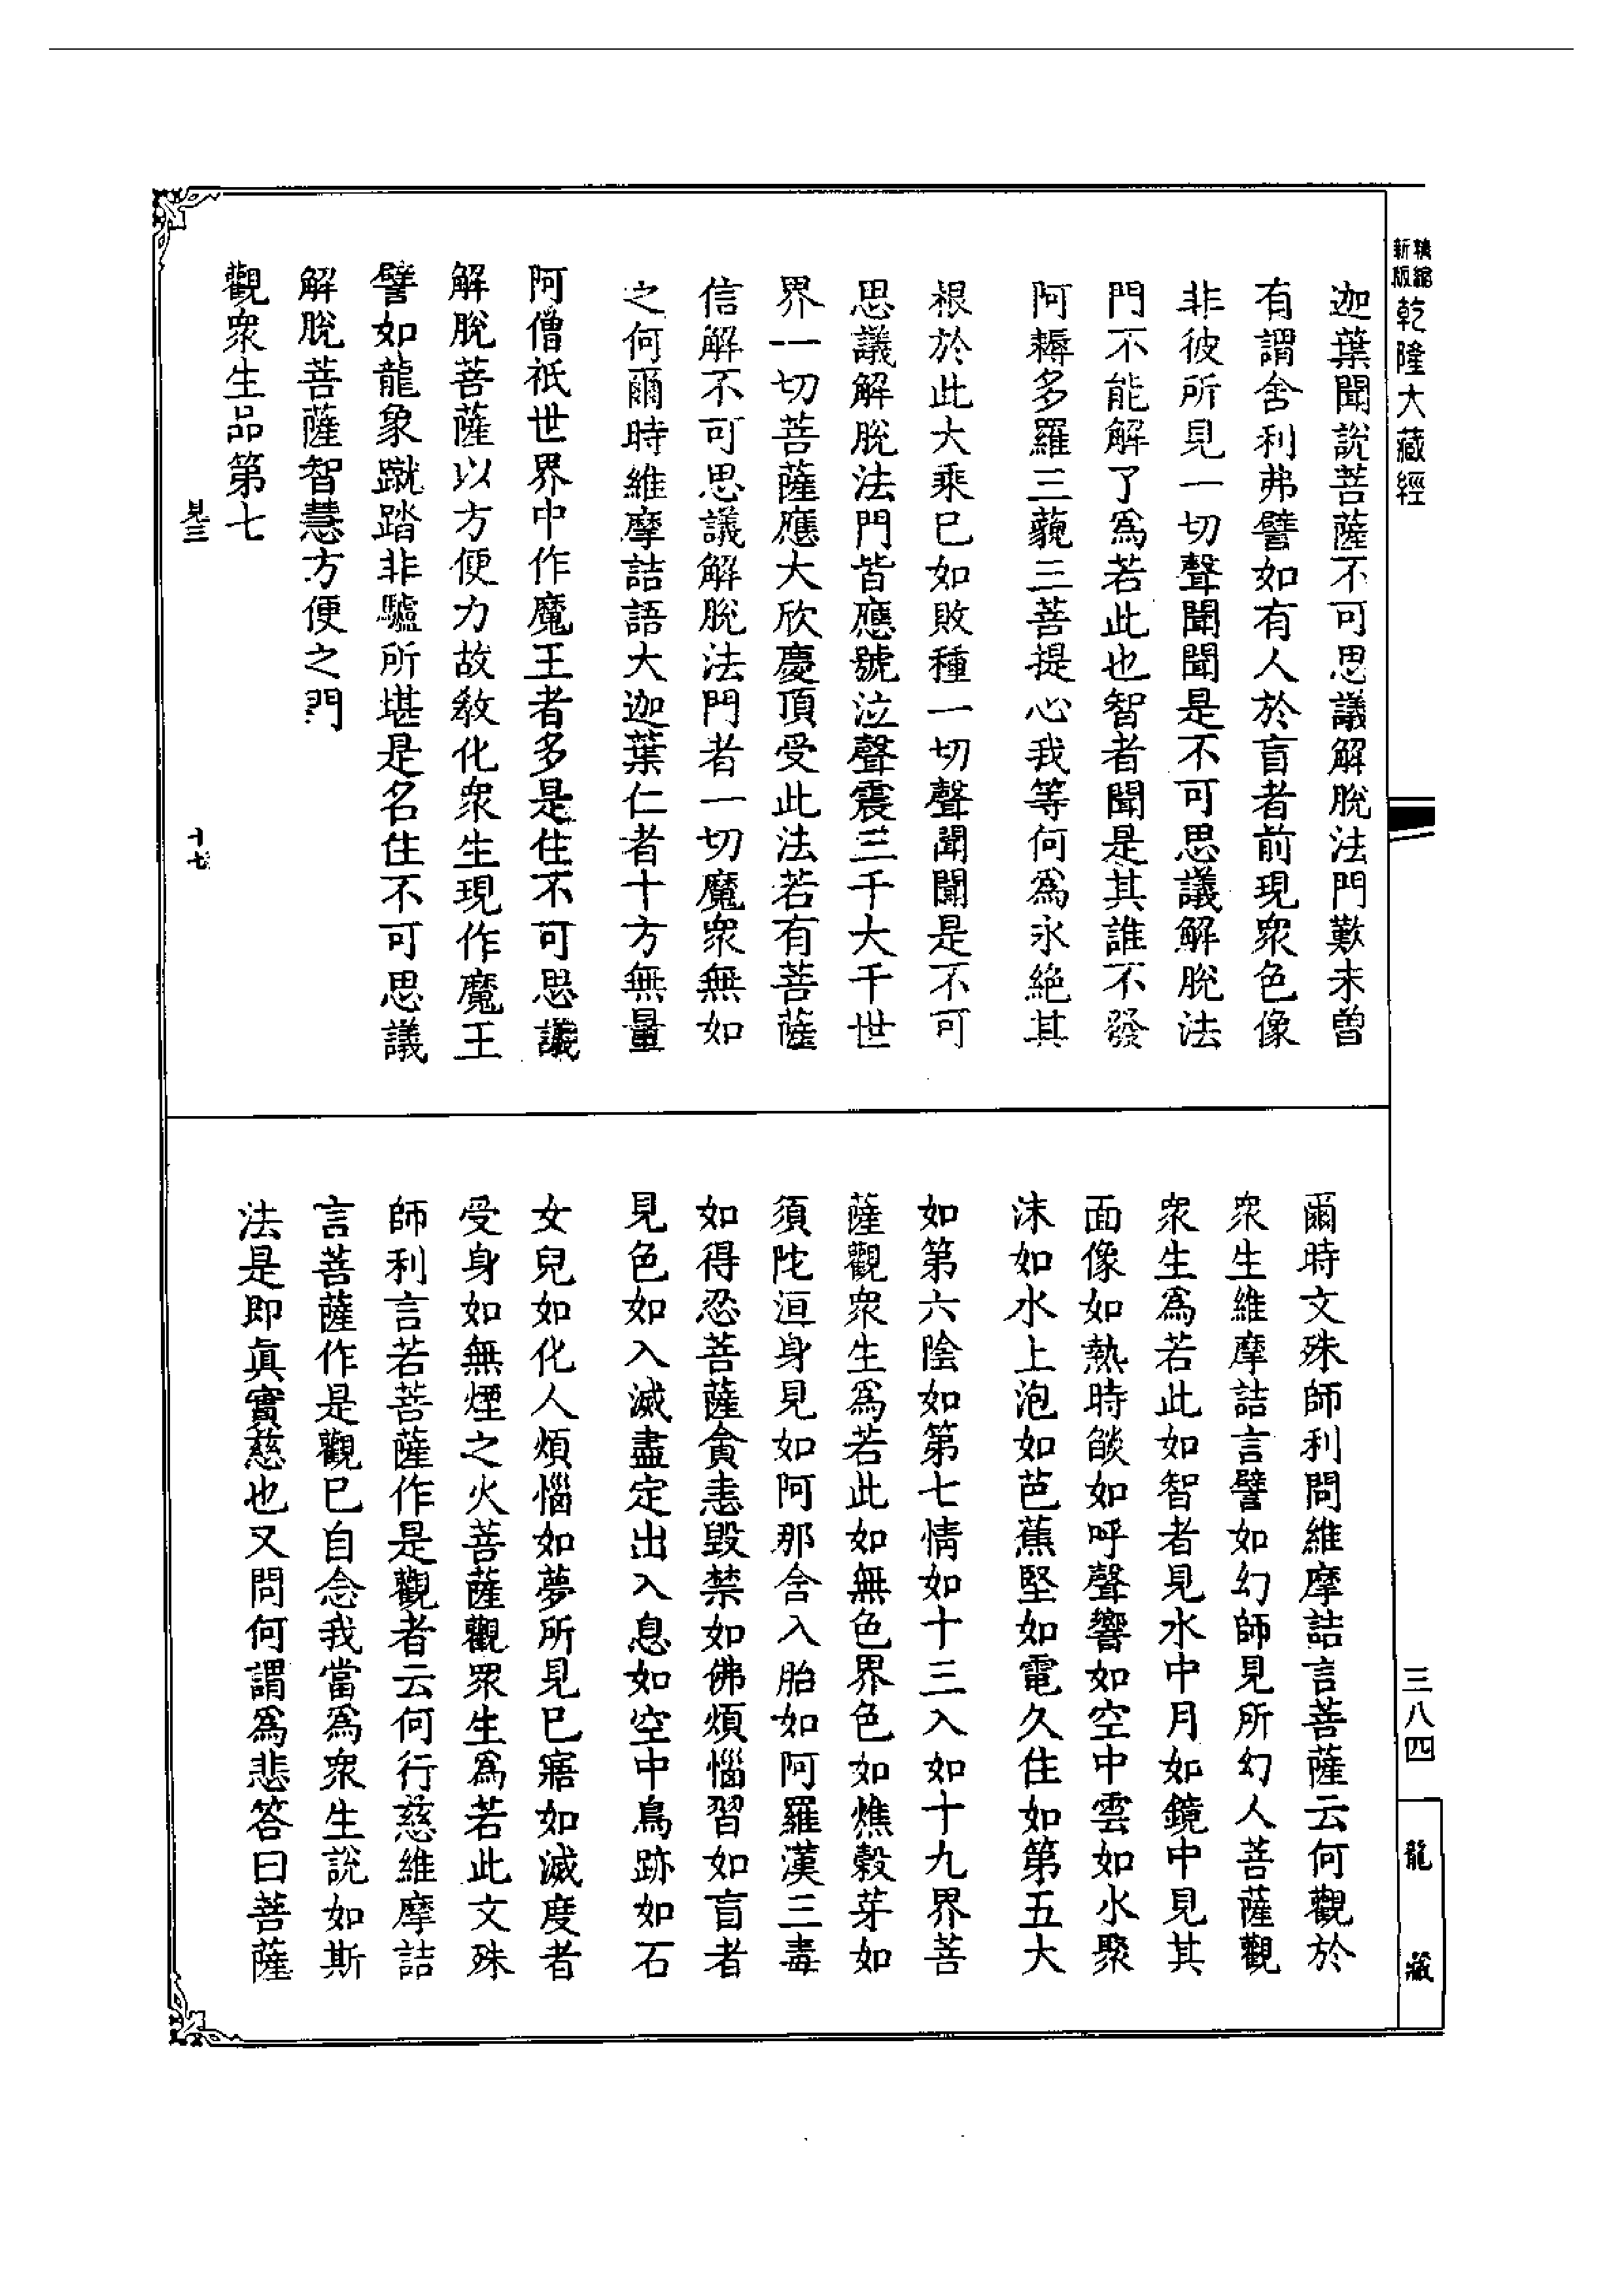 精縮新版乾隆大藏經
迦葉聞說菩薩不可思議解脫法門歎未曾
有謂舍利弗譬如有人於盲者前現衆色像
非彼所見一切聲聞聞是不可思議解脫法
門不能解了爲若此也智者聞是其誰不發
阿耨多羅三藐三菩提心我等何爲永絕其
根於此大乘已如敗種一切聲聞聞是不可
思議解脫法門皆應號泣聲震三千大千世
界一切菩薩應大欣慶頂受此法若有菩薩
信解不可思議解脫法門者一切魔衆無如
之何爾時維摩詰語大迦葉仁者十方無量
阿僧祇世界中作魔王者多是住不可思議
解脫菩薩以方便力故敎化衆生現作魔王
譬如龍象蹴踏非驢所堪是名住不可思議
解脫菩薩智慧方便之門
觀衆生品第七
見三
十七
爾時文殊師利問維摩詰言菩薩云何觀於
衆生維摩詰言譬如幻師見所幻人菩薩觀
衆生爲若此如智者見水中月如鏡中見其
面像如熱時燄如呼聲響如空中雲如水聚
沫如水上泡如芭蕉堅如電久住如第五大
如第六陰如第七情如十三入如十九界菩
薩觀衆生爲若此如無色界色如燋穀芽如
須陀洹身見如阿那含入胎如阿羅漢三毒
如得忍菩薩貪恚毀禁如佛煩惱習如盲者
見色如入滅盡定出入息如空中鳥跡如石
女兒如化人煩惱如夢所見已寤如滅度者
受身如無煙之火菩薩觀衆生爲若此文殊
師利言若菩薩作是觀者云何行慈維摩詰
言菩薩作是觀已自念我當爲衆生說如斯
法是卽眞實慈也又問何謂爲悲答曰菩薩
三八四
龍藏